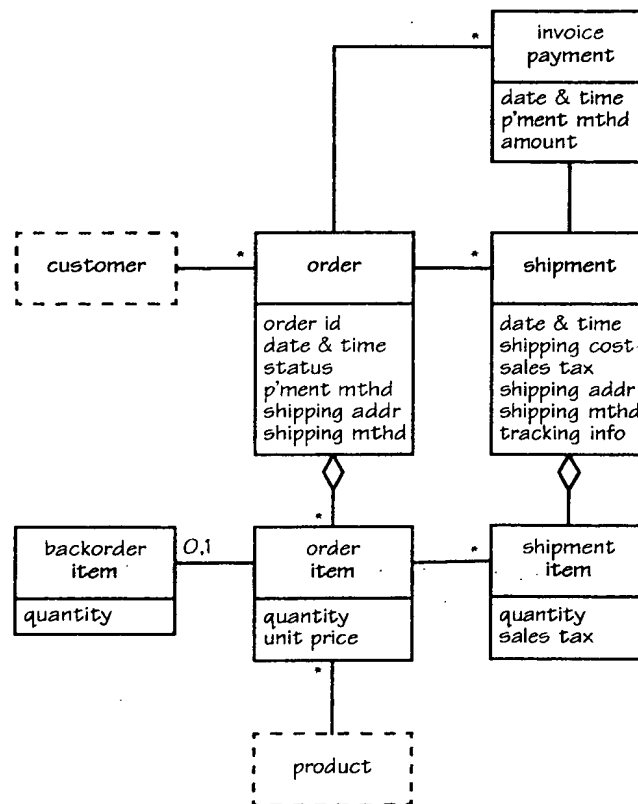 *
invoice
payment
date & time
p'ment mthd
amount
customer
*
order
*
shipment
order id
date & time
status
p'ment mthd
shipping addr
shipping mthd
date & time
shipping cost
sales tax
shipping addr
shipping mthd
tracking info
*
backorder
item
0,1
order
item
*
shipment
item
quantity
quantity
unit price
quantity
sales tax
*
product